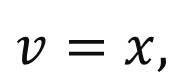 v = x,